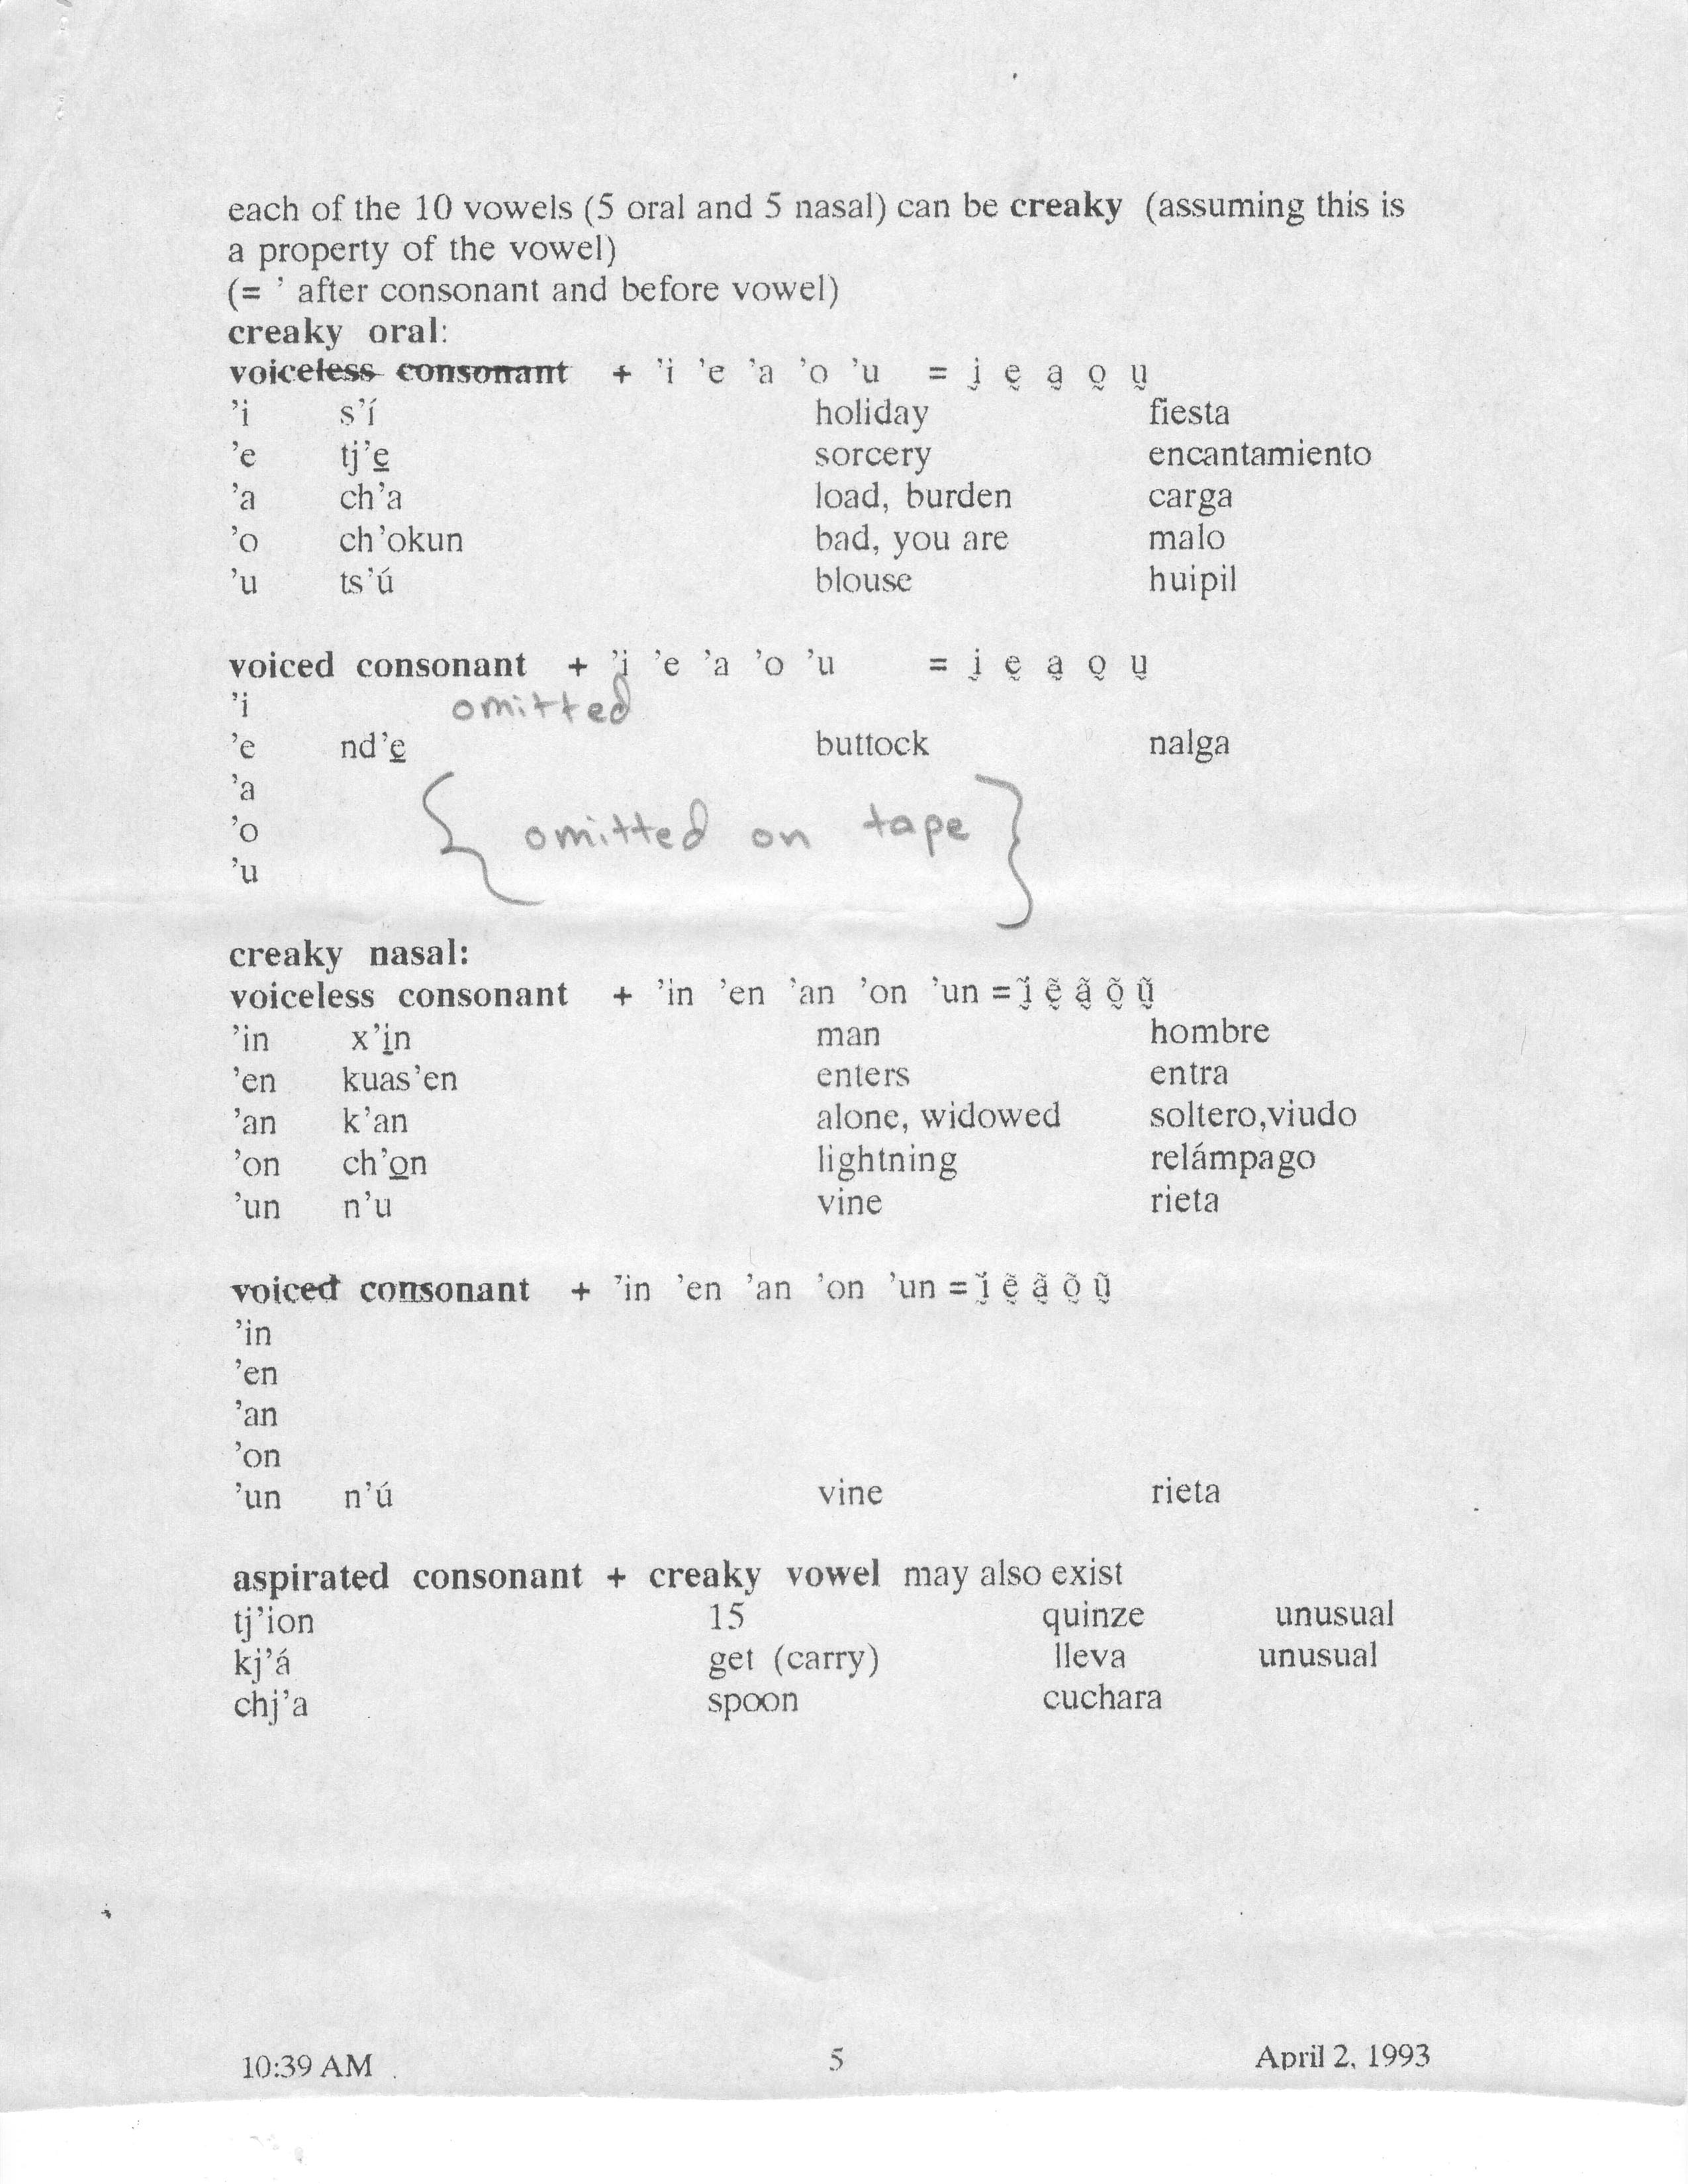 each of the 10 vowels (5 oral and 5 nasal) can be creaky (assuming this is
a property of the vowel)
(= ’ after consonant and before vowel)
creaky oral:
voiceless consonant + ’i ’e ’a ’o ’u = ḭ ḛ a̰ o̰ ṵ
’i s’í holiday fiesta
’e tj’e̲ sorcery encantamiento
’a ch’a load, burden carga
’o ch’okun bad, you are malo
’u ts’ú blouse huipil
voiced consonant + ’i ’e ’a ’o ’u = ḭ ḛ a̰ o̰ ṵ
’i omitted
’e nd’e̲ buttock nalga
’a
’o { omitted on tape }
’u
creaky nasal:
voiceless consonant + ’in ’en ’an ’on ’un = ḭ̃ ḛ̃ ã̰ õ̰ ṵ̃
’in x’i̲n man hombre
’en kuas’en enters entra
’an k’an alone, widowed soltero,viudo
’on ch’o̲n lightning relámpago
’un n’u vine rieta
voiced consonant + ’in ’en ’an ’on ’un = ḭ̃ ḛ̃ ã̰ õ̰ ṵ̃
’in
’en
’an
’on
’un n’ú vine rieta
aspirated consonant + creaky vowel may also exist
tj’ion 15 quinze unusual
kj’á get (carry) lleva unusual
chj’a spoon cuchara
10:39 AM 5 April 2, 1993